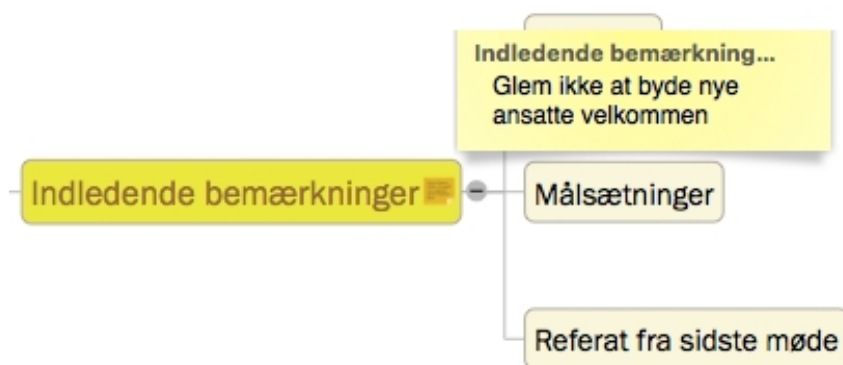 Indledende bemærkning...
Glem ikke at byde nye
ansatte velkommen
Indledende bemærkninger
Målsætninger
Referat fra sidste møde